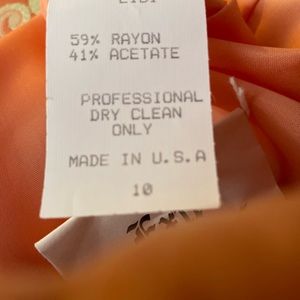 59% RAYON
41% ACETATE
PROFESSIONAL
DRY CLEAN
ONLY
MADE IN U.S.A
10